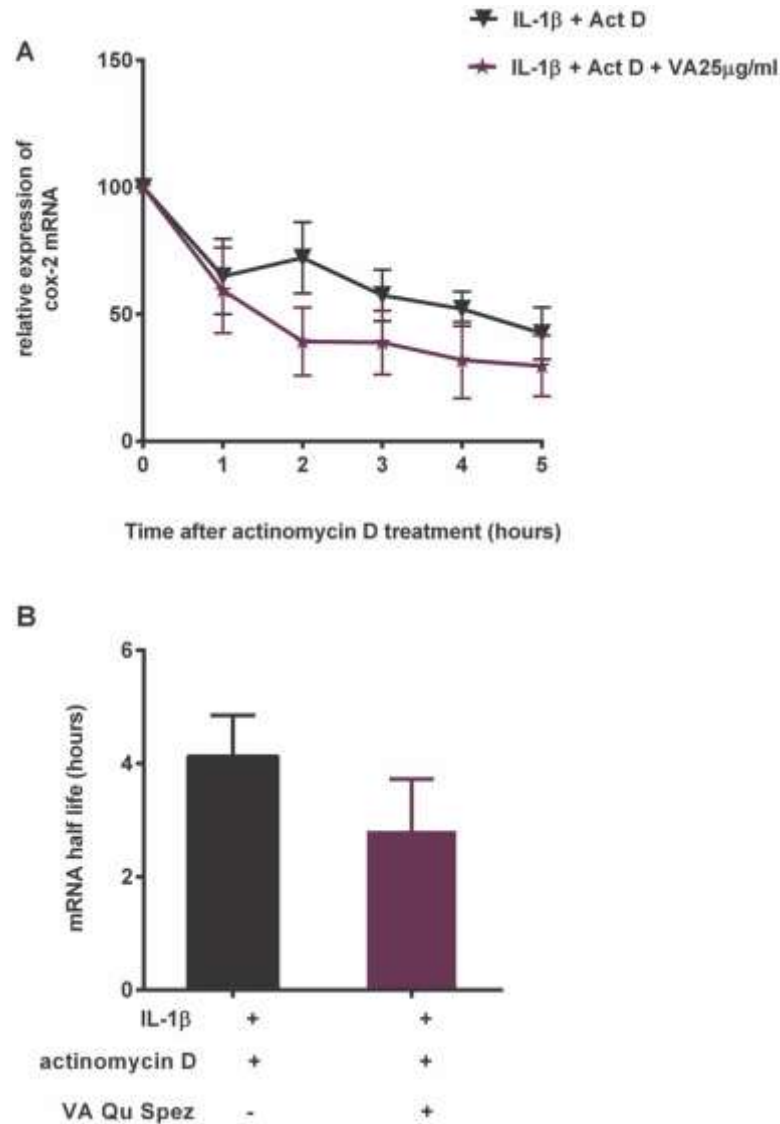 IL-1β + Act D
IL-1β + Act D + VA25µg/ml
A
150
100
50
0
relative expression of
cox-2 mRNA
0 1 2 3 4 5
Time after actinomycin D treatment (hours)
B
6
4
2
0
mRNA half life (hours)
IL-1β + +
actinomycin D + +
VA Qu Spez - +